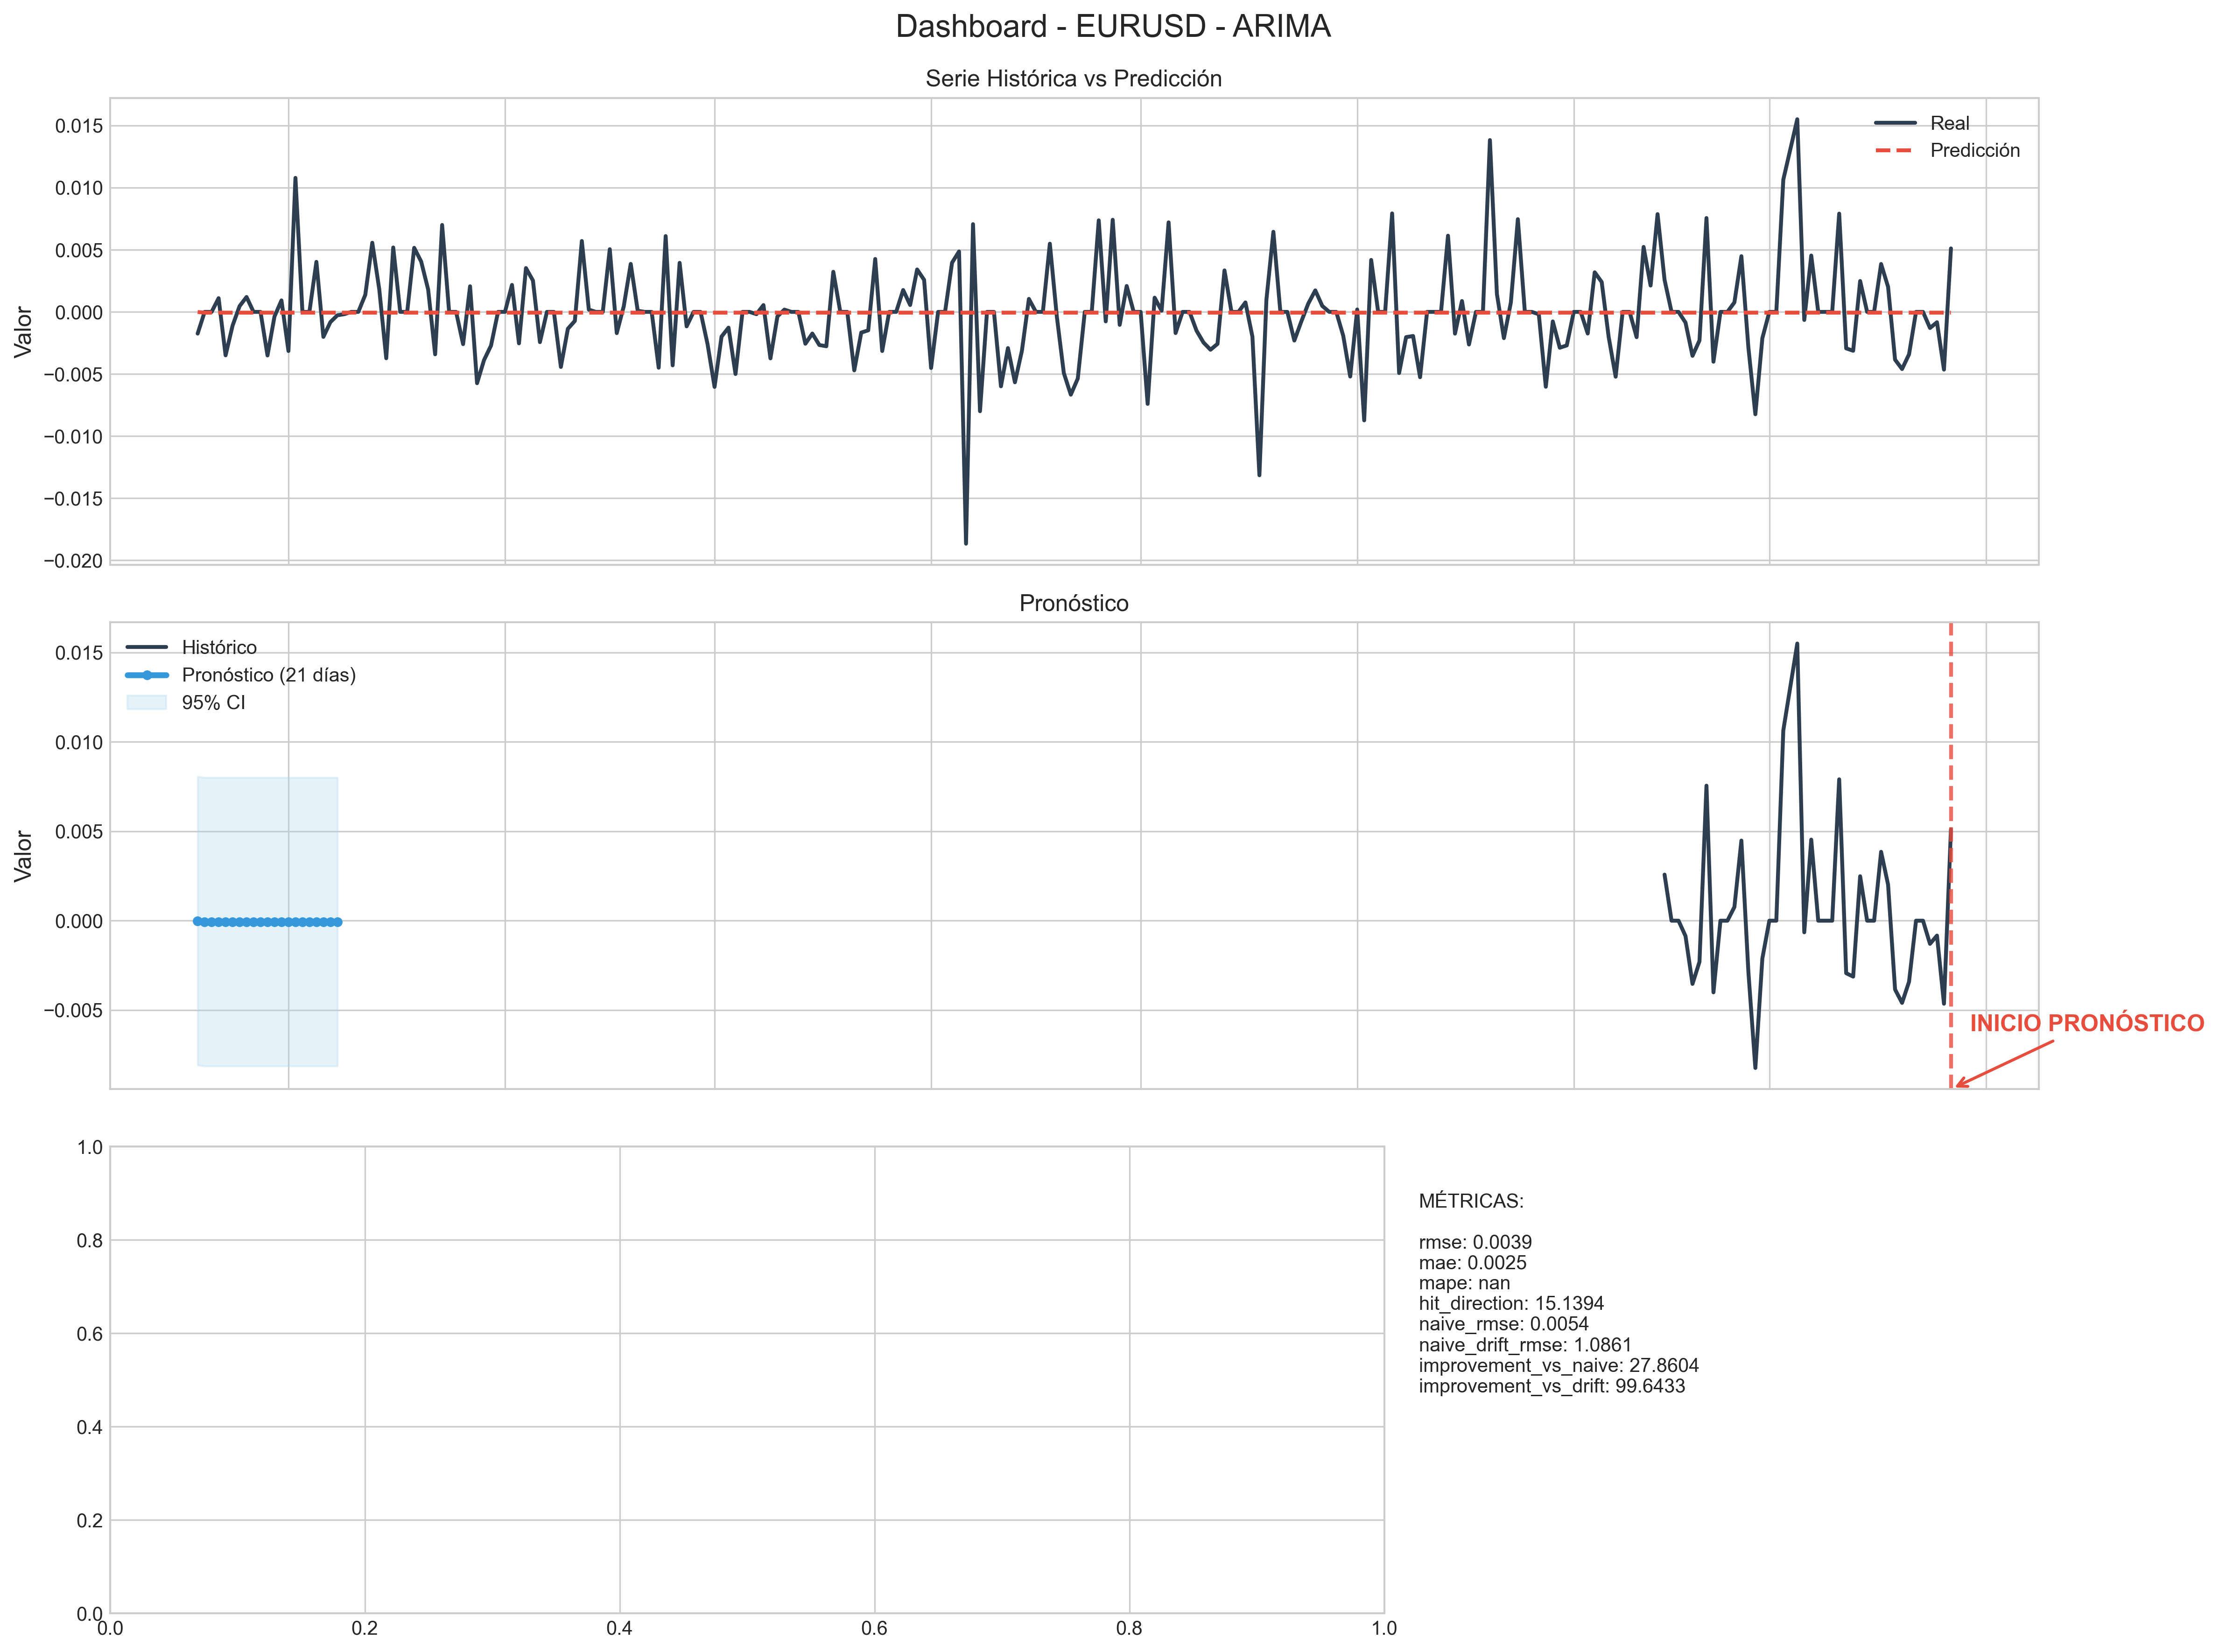 Dashboard - EURUSD - ARIMA
Serie Histórica vs Predicción
Valor
0.015
0.010
0.005
0.000
−0.005
−0.010
−0.015
−0.020
Real
Predicción
Pronóstico
Valor
0.015
0.010
0.005
0.000
−0.005
Histórico
Pronóstico (21 días)
95% CI
INICIO PRONÓSTICO
1.0
0.8
0.6
0.4
0.2
0.0
0.0 0.2 0.4 0.6 0.8 1.0
MÉTRICAS:
rmse: 0.0039
mae: 0.0025
mape: nan
hit_direction: 15.1394
naive_rmse: 0.0054
naive_drift_rmse: 1.0861
improvement_vs_naive: 27.8604
improvement_vs_drift: 99.6433